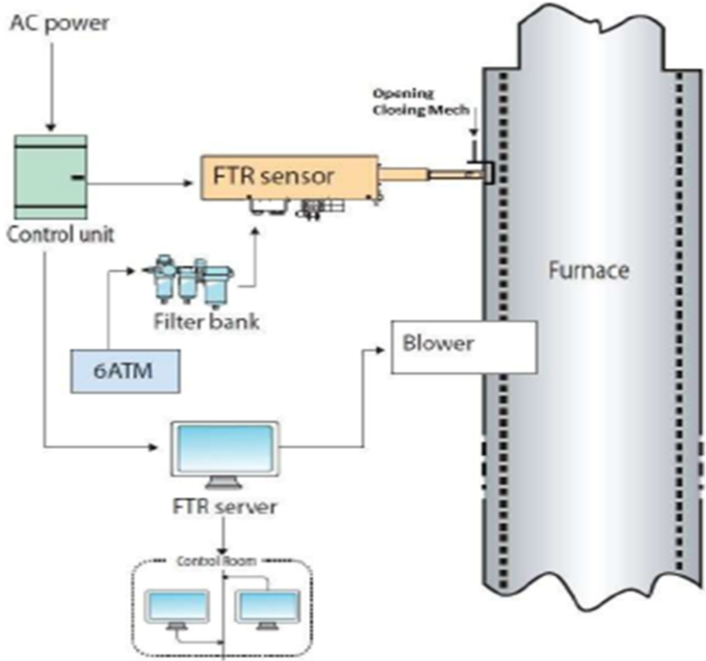 AC power
Opening
Closing Mech
FTR sensor
Control unit
Furnace
Filter bank
Blower
6ATM
FTR server
Control Room